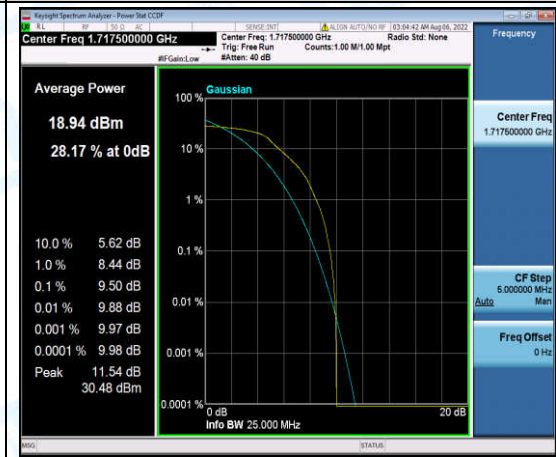 Keysight Spectrum Analyzer - Power Stat CCDF
RL RF 50 Ω AC SENSE:INT ALIGN AUTO/NO RF 03:04:42 AM Aug 06, 2022
Center Freq 1.717500000 GHz
Center Freq: 1.717500000 GHz Radio Std: None
Trig: Free Run Counts:1.00 M/1.00 Mpt
#IFGain:Low #Atten: 40 dB
Frequency
Average Power
18.94 dBm
28.17 % at 0dB
10.0 % 5.62 dB
1.0 % 8.44 dB
0.1 % 9.50 dB
0.01 % 9.88 dB
0.001 % 9.97 dB
0.0001 % 9.98 dB
Peak 11.54 dB
30.48 dBm
Gaussian
100 %
10 %
1 %
0.1 %
0.01 %
0.001 %
0.0001 %
0 dB 20 dB
Info BW 25.000 MHz
Center Freq
1.717500000 GHz
CF Step
5.000000 MHz
Auto Man
Freq Offset
0 Hz
MSG STATUS